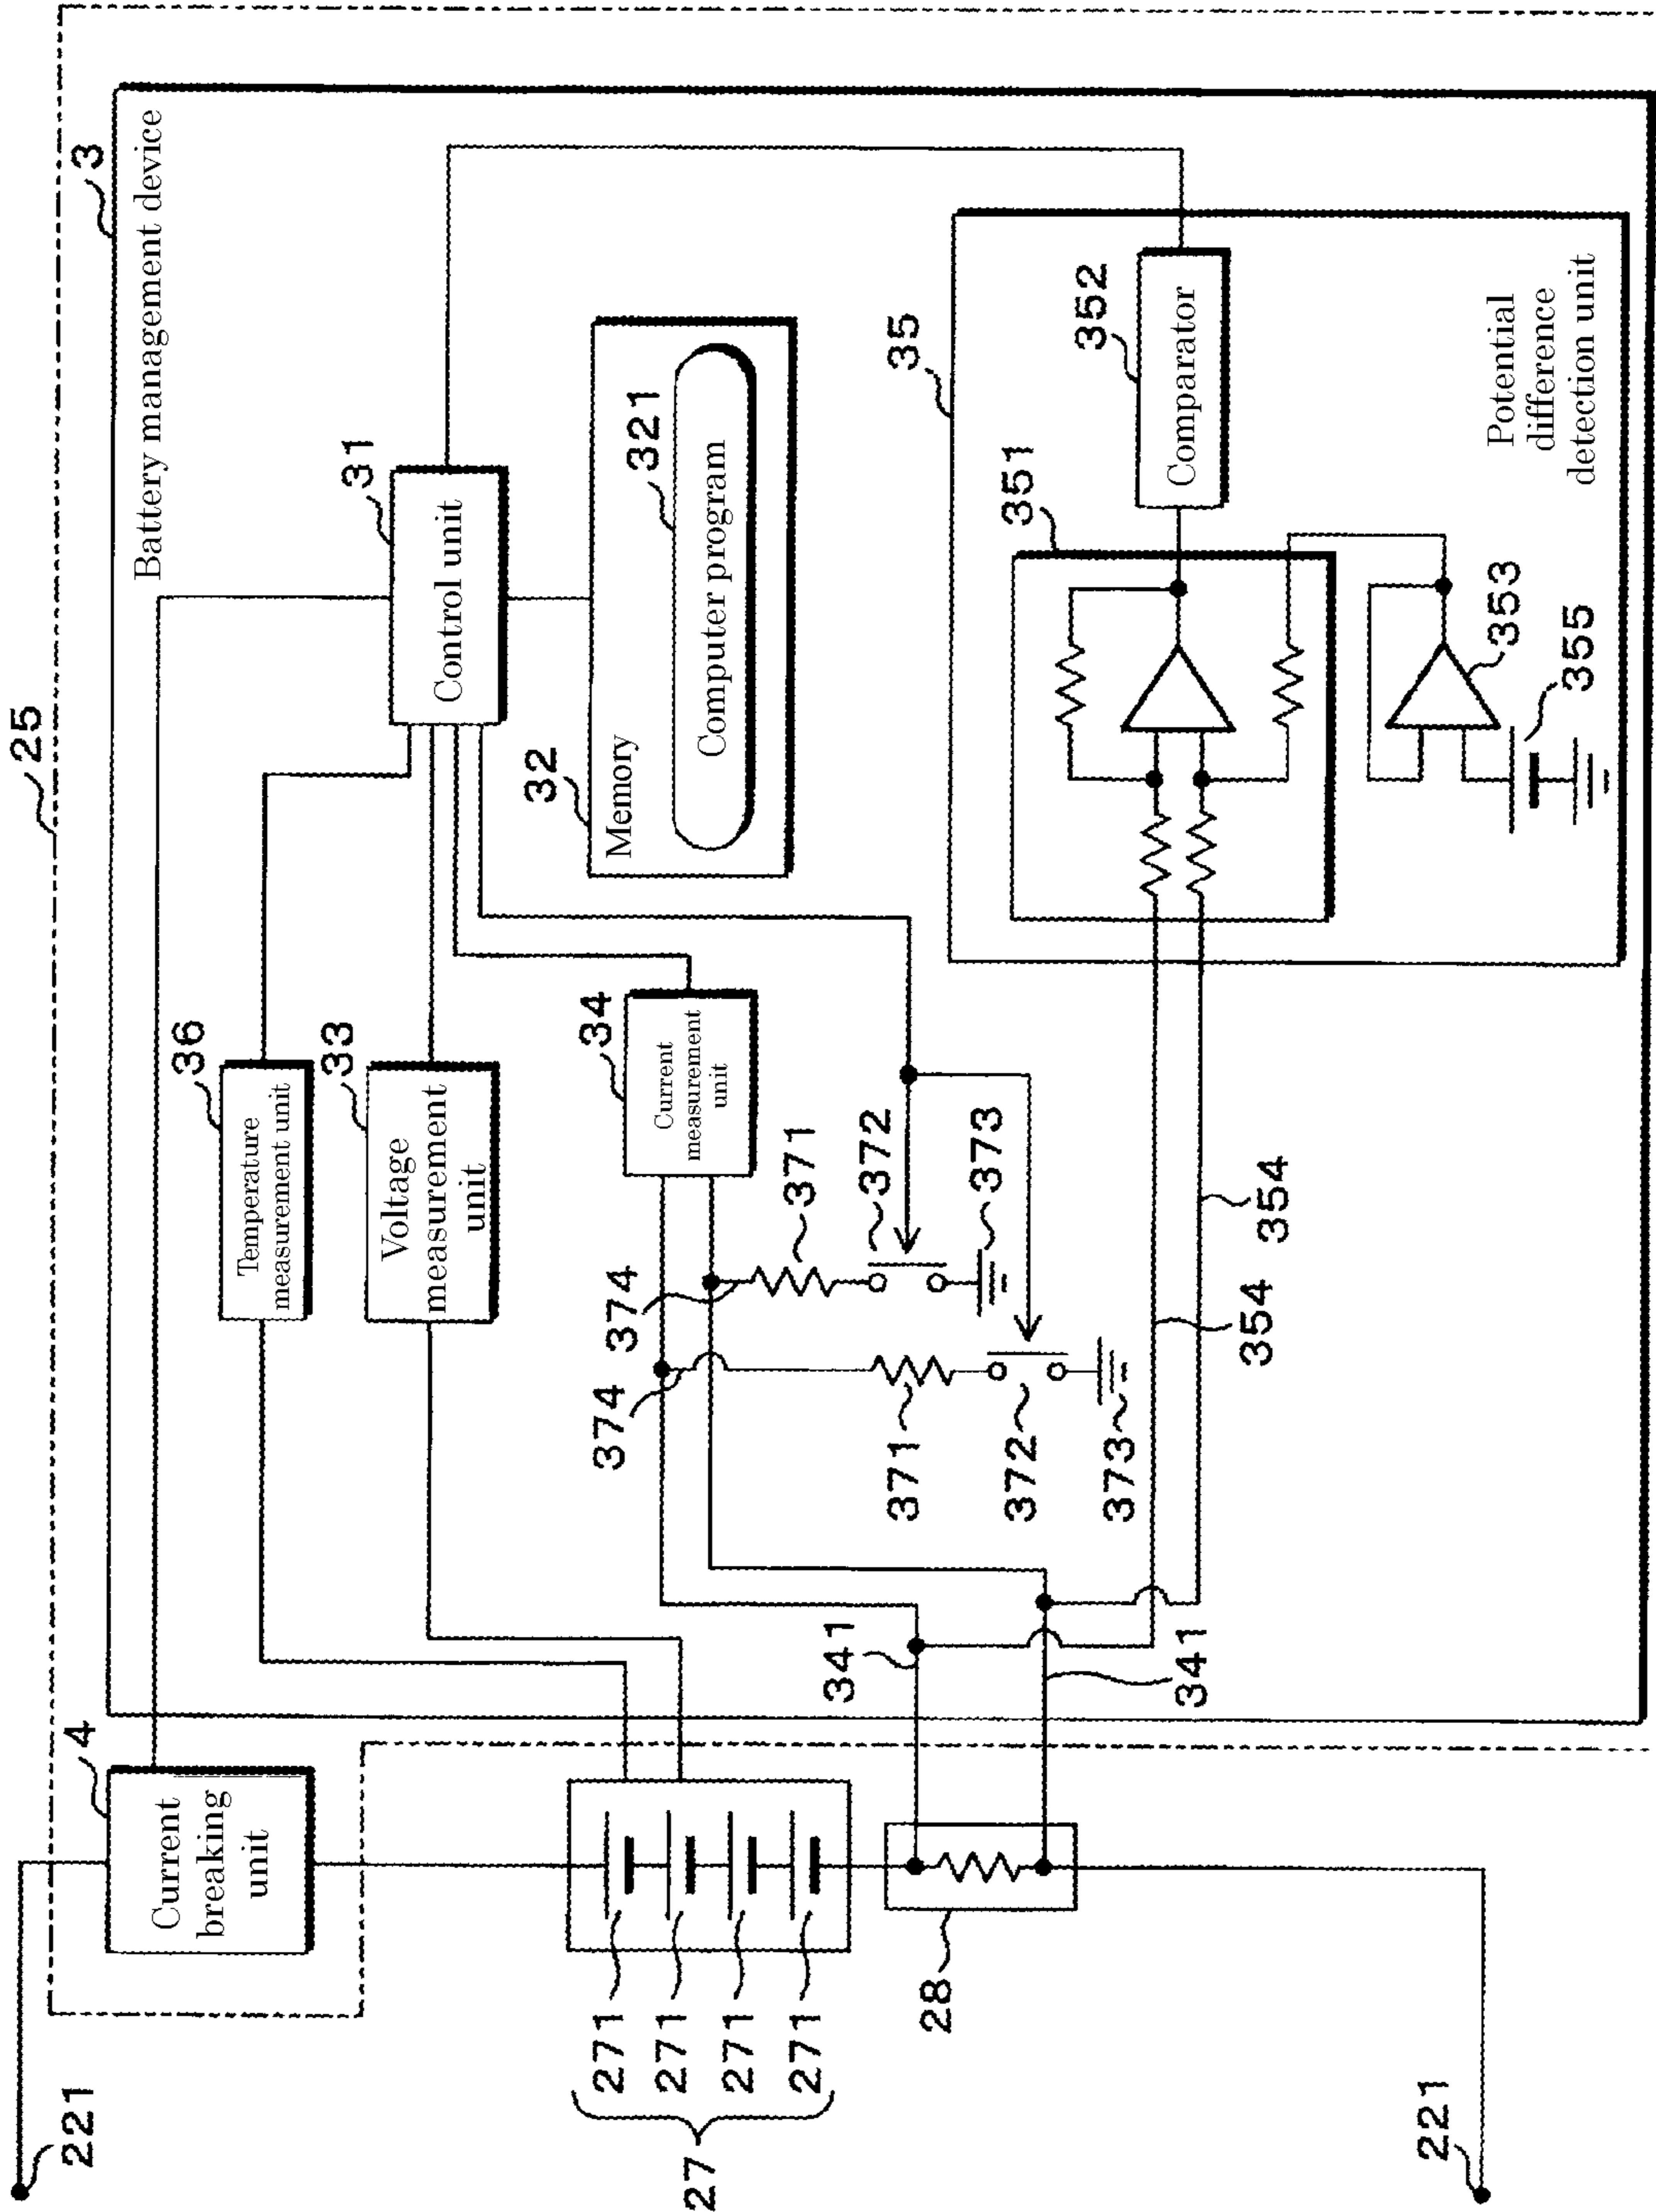 25
3
Battery management device
4
Current
breaking
unit
221
36
Temperature
measurement unit
33
Voltage
measurement
unit
31
Control unit
32
Memory
321
Computer program
34
Current
measurement
unit
374
374
371
372
373
371
372
373
341
341
354
354
35
351
352
Comparator
353
355
Potential
difference
detection unit
271
271
271
271
27
28
221